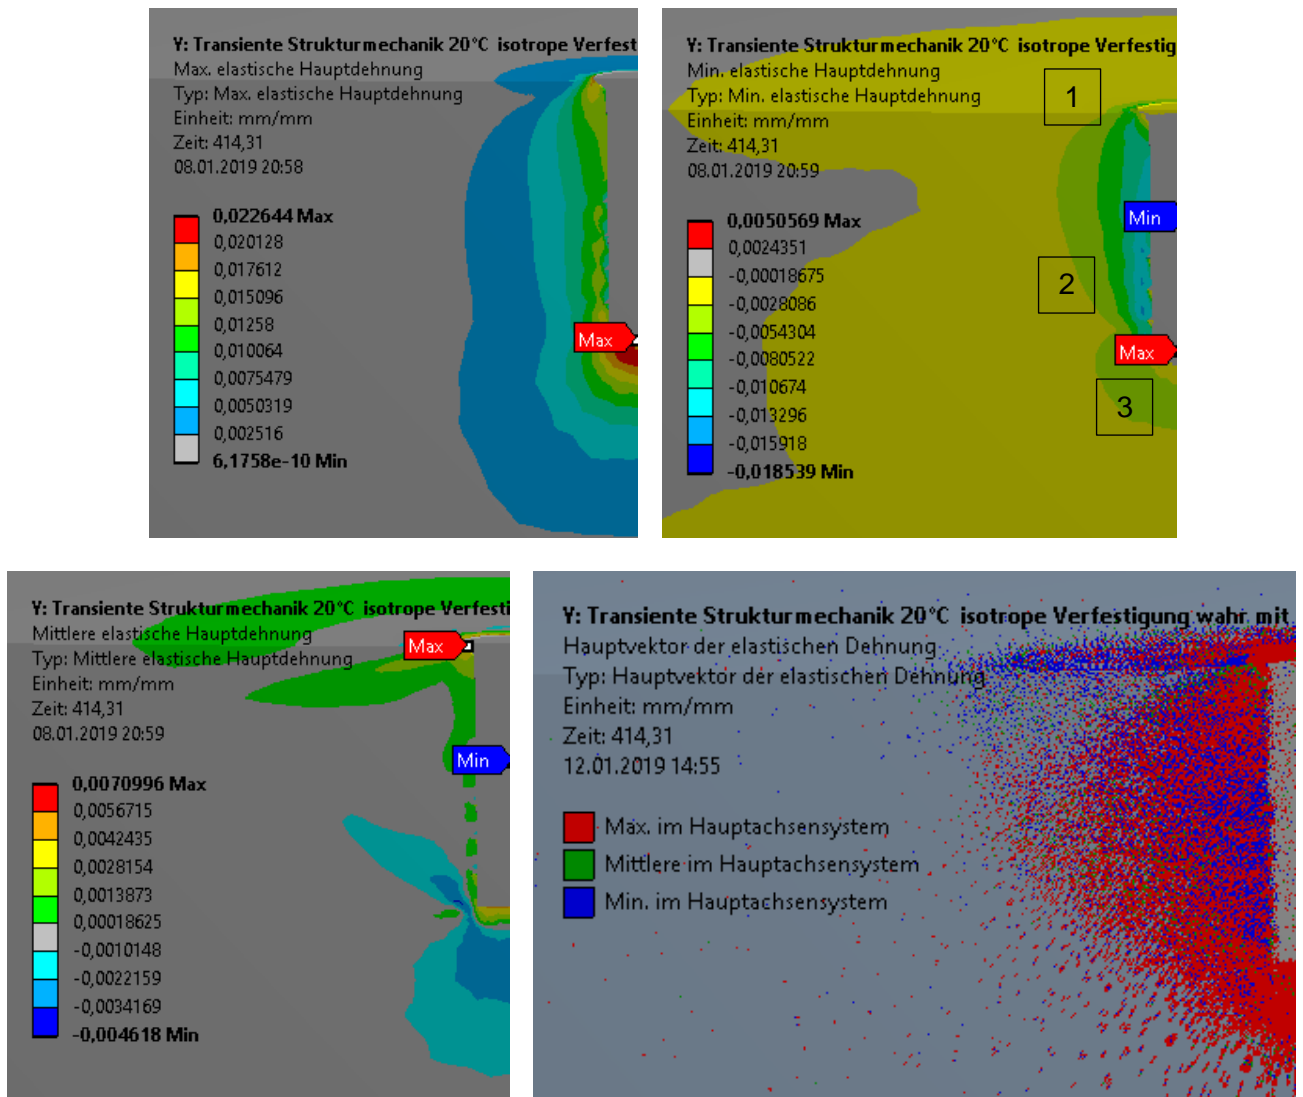 Y: Transiente Strukturmechanik 20°C isotrope Verfest
Max. elastische Hauptdehnung
Typ: Max. elastische Hauptdehnung
Einheit: mm/mm
Zeit: 414,31
08.01.2019 20:58
0,022644 Max
0,020128
0,017612
0,015096
0,01258
0,010064
0,0075479
0,0050319
0,002516
6,1758e-10 Min
Max
Y: Transiente Strukturmechanik 20°C isotrope Verfestig
Min. elastische Hauptdehnung
Typ: Min. elastische Hauptdehnung
Einheit: mm/mm
Zeit: 414,31
08.01.2019 20:59
0,0050569 Max
0,0024351
-0,00018675
-0,0028086
-0,0054304
-0,0080522
-0,010674
-0,013296
-0,015918
-0,018539 Min
1
Min
2
Max
3
Y: Transiente Strukturmechanik 20°C isotrope Verfesti
Mittlere elastische Hauptdehnung
Typ: Mittlere elastische Hauptdehnung
Einheit: mm/mm
Zeit: 414,31
08.01.2019 20:59
0,0070996 Max
0,0056715
0,0042435
0,0028154
0,0013873
0,00018625
-0,0010148
-0,0022159
-0,0034169
-0,004618 Min
Max
Min
Y: Transiente Strukturmechanik 20°C isotrope Verfestigung wahr mit
Hauptvektor der elastischen Dehnung
Typ: Hauptvektor der elastischen Dehnung
Einheit: mm/mm
Zeit: 414,31
12.01.2019 14:55
Max. im Hauptachsensystem
Mittlere im Hauptachsensystem
Min. im Hauptachsensystem